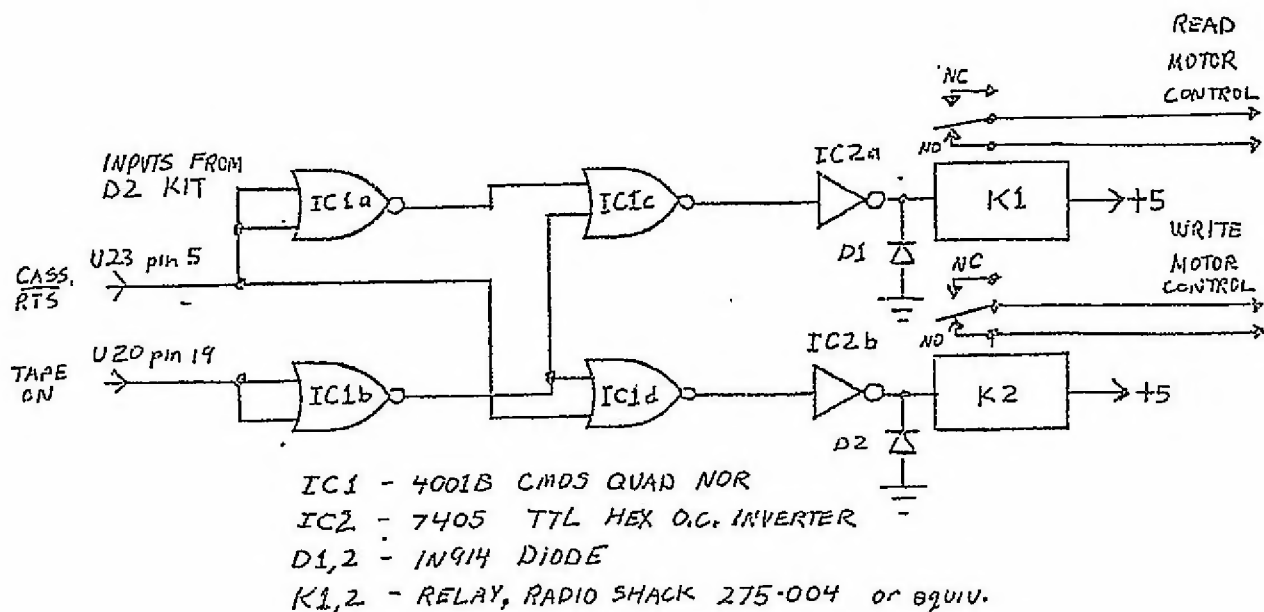 READ
MOTOR
CONTROL
NC
NO
INPUTS FROM
D2 KIT
IC1a
IC1c
IC2a
K1
+5
D1
CASS.
RTS
U23 pin 5
WRITE
MOTOR
CONTROL
NC
NO
TAPE
ON
U20 pin 19
IC1b
IC1d
IC2b
K2
+5
D2
IC1 - 4001B CMOS QUAD NOR
IC2 - 7405 TTL HEX O.C. INVERTER
D1,2 - 1N914 DIODE
K1,2 - RELAY, RADIO SHACK 275-004 or equiv.